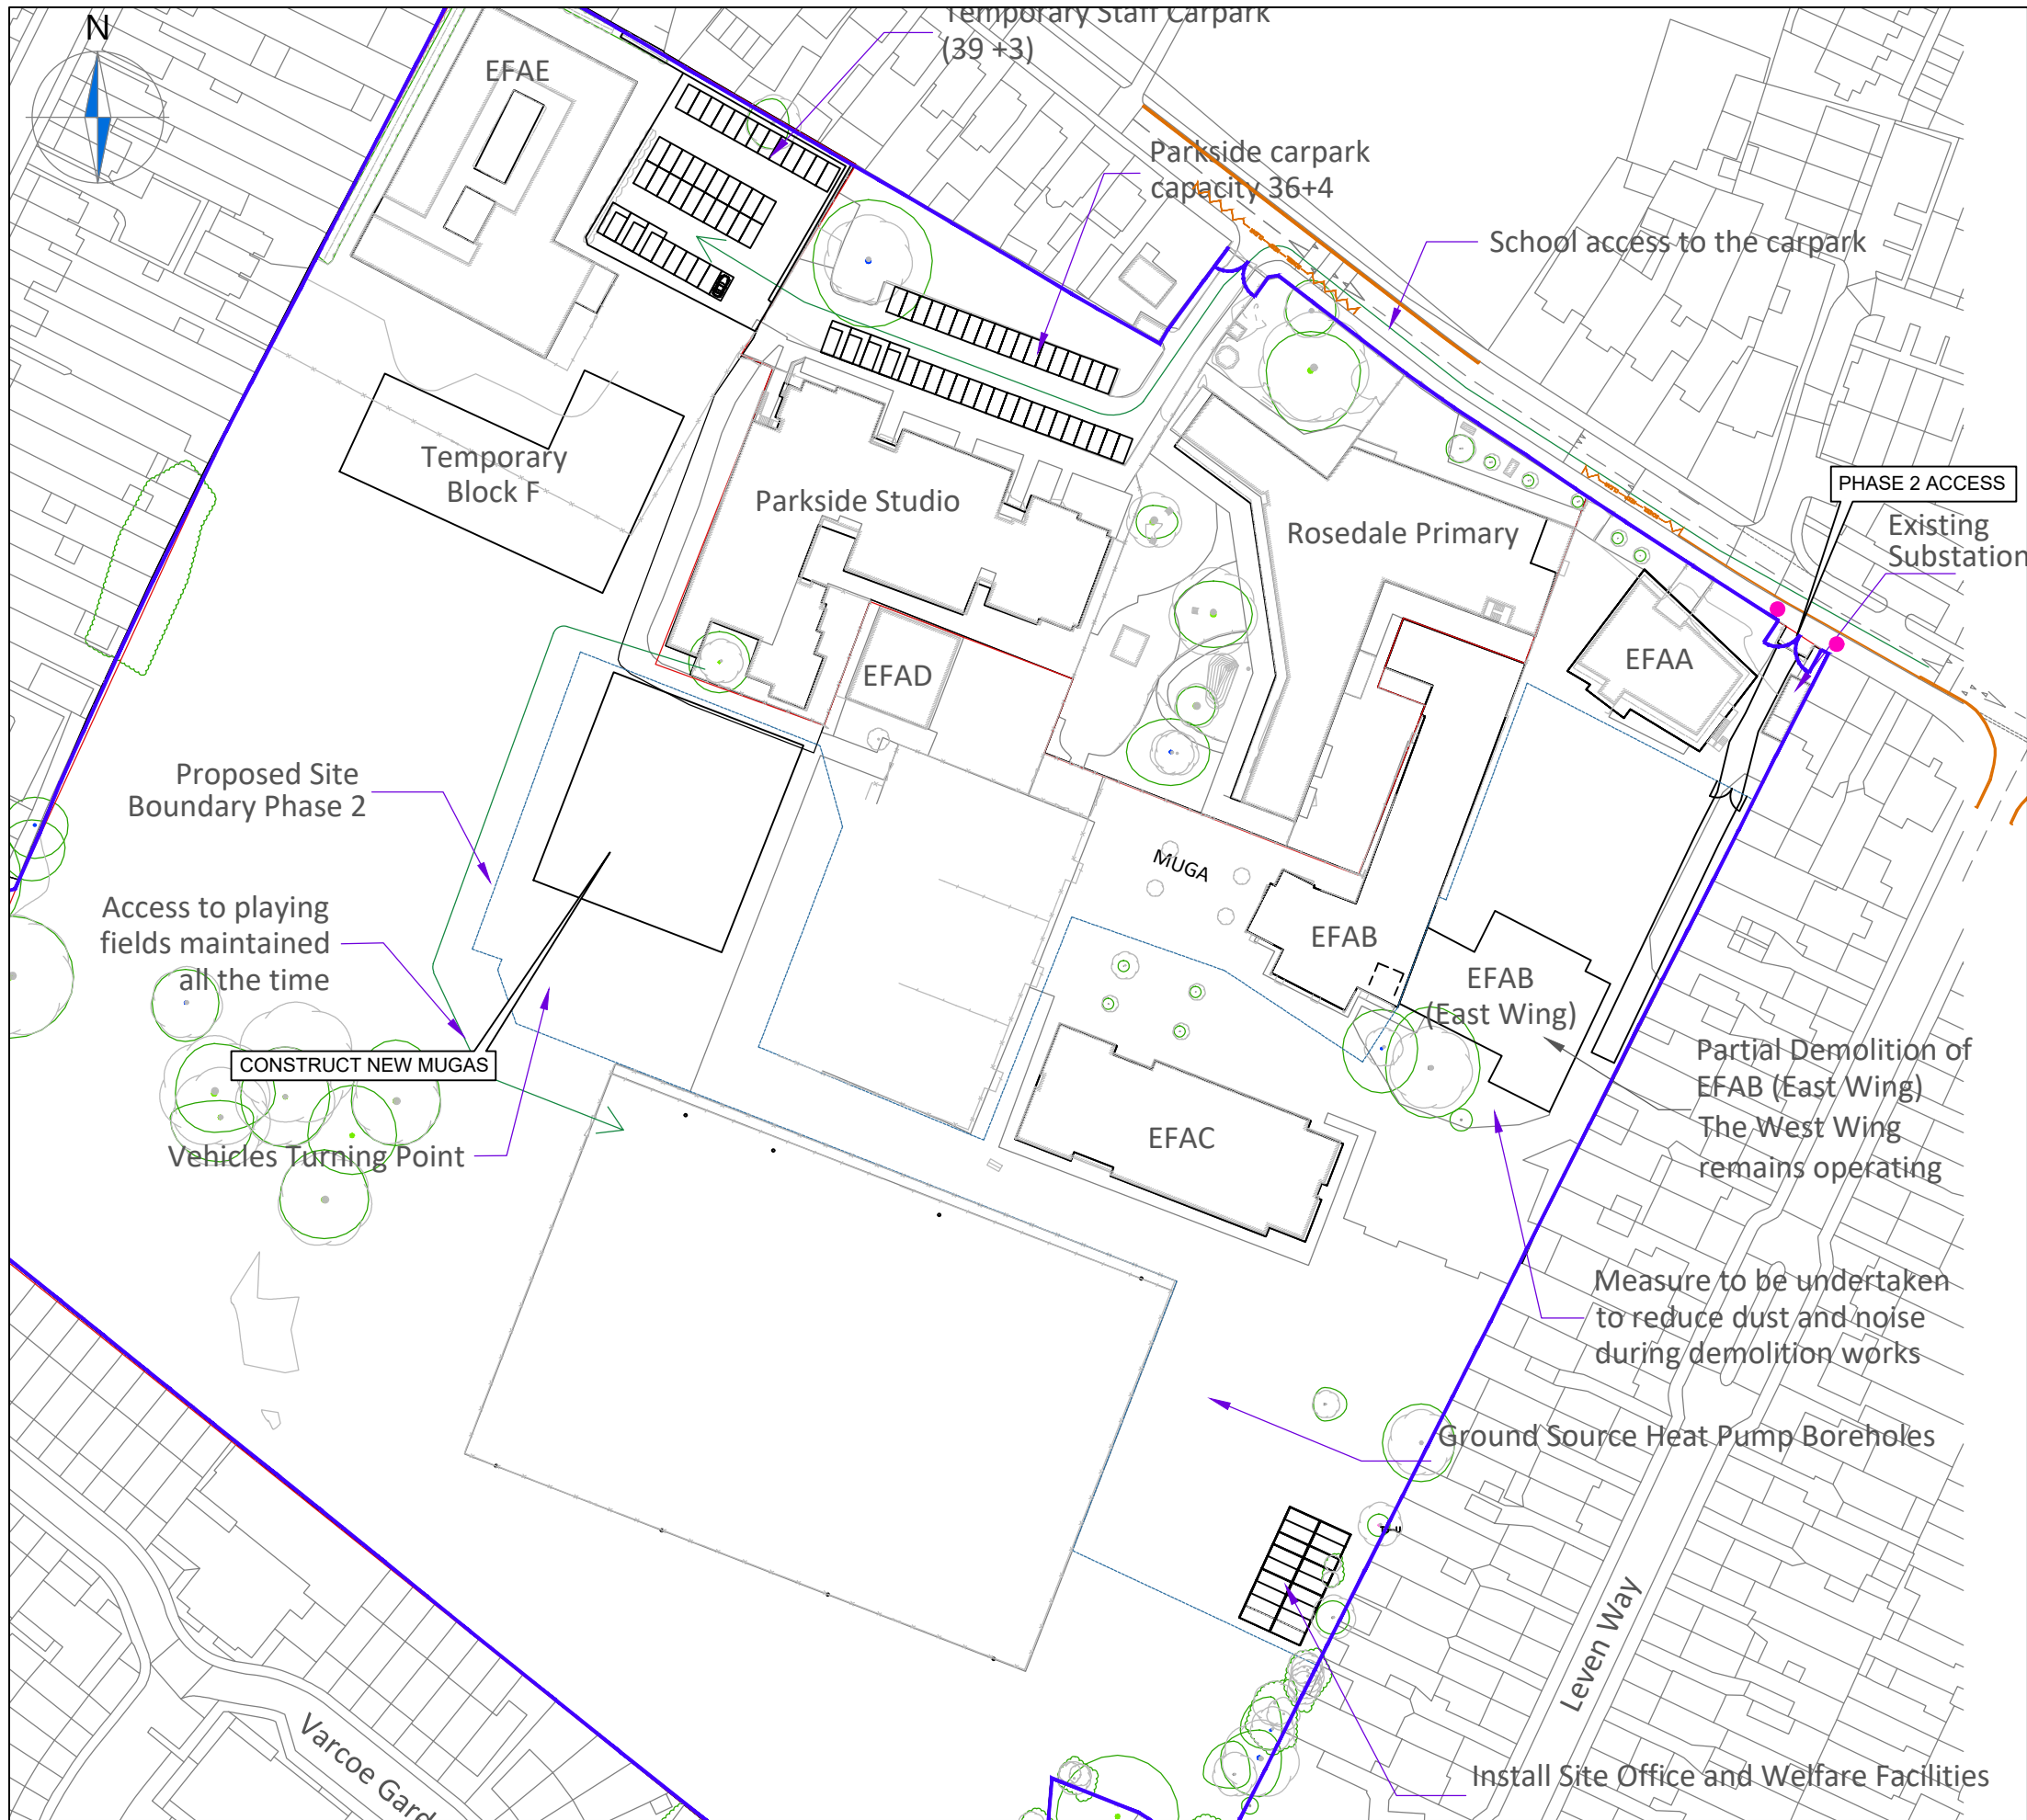 N
Temporary Staff Carpark
(39 +3)
EFAE
Parkside carpark
capacity 36+4
School access to the carpark
Temporary
Block F
Parkside Studio
Rosedale Primary
PHASE 2 ACCESS
Existing
Substation
EFAD
EFAA
Proposed Site
Boundary Phase 2
MUGA
Access to playing
fields maintained
all the time
EFAB
EFAB
(East Wing)
CONSTRUCT NEW MUGAS
Partial Demolition of
EFAB (East Wing)
The West Wing
remains operating
Vehicles Turning Point
EFAC
Measure to be undertaken
to reduce dust and noise
during demolition works
Ground Source Heat Pump Boreholes
Leven Way
Varcoe Gard
Install Site Office and Welfare Facilities